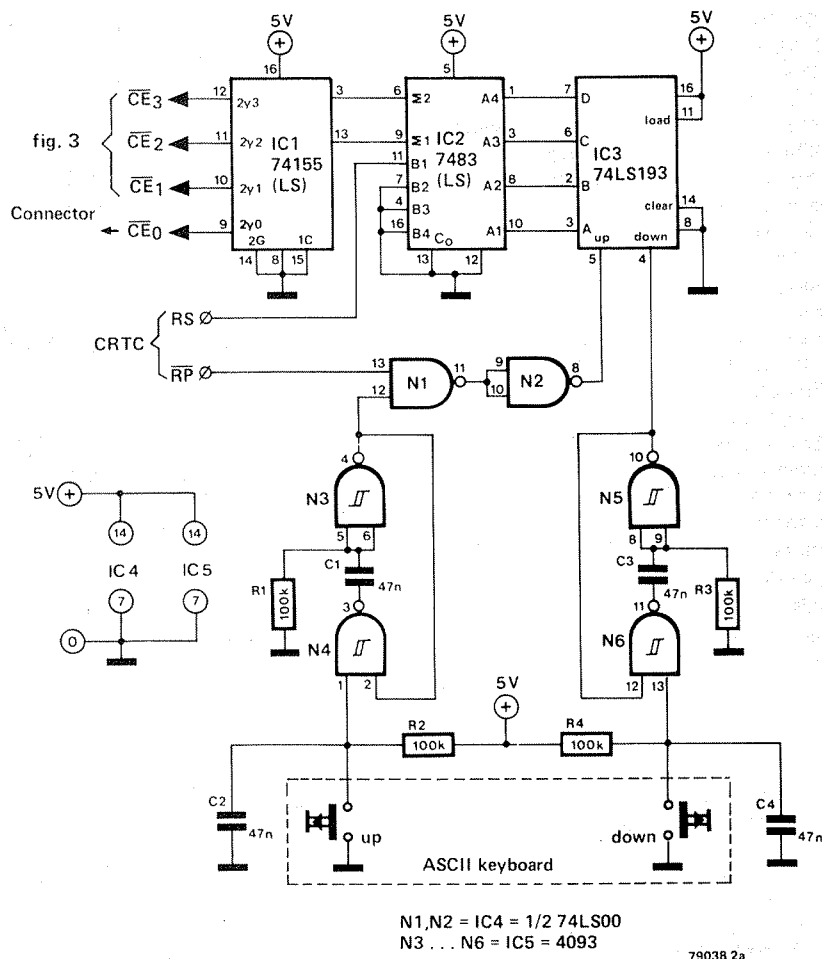 5V
5V
5V
16
5
12
2y3
3
6
Σ2
A4
1
7
D
16
CE3
11
load
fig. 3
CE2
11
2y2
IC1
74155
(LS)
13
9
Σ1
IC2
7483
(LS)
A3
3
6
C
IC3
74LS193
11
B1
CE1
10
2y1
7
B2
A2
8
2
B
4
B3
clear
14
Connector
CE0
9
2y0
16
B4
A1
10
3
A
8
2G
1C
C0
up
down
14
8
15
13
12
5
4
RS
CRTC
RP
13
12
N1
11
9
10
N2
8
4
10
5V
N3
N5
14
14
5
6
8
9
IC4
IC5
R1
100k
C1
47n
C3
47n
R3
100k
7
7
3
11
0
N4
N6
1
2
12
13
5V
R2
R4
100k
100k
C2
47n
up
down
C4
47n
ASCII keyboard
N1,N2 = IC4 = 1/2 74LS00
N3 . . . N6 = IC5 = 4093
79038 2a